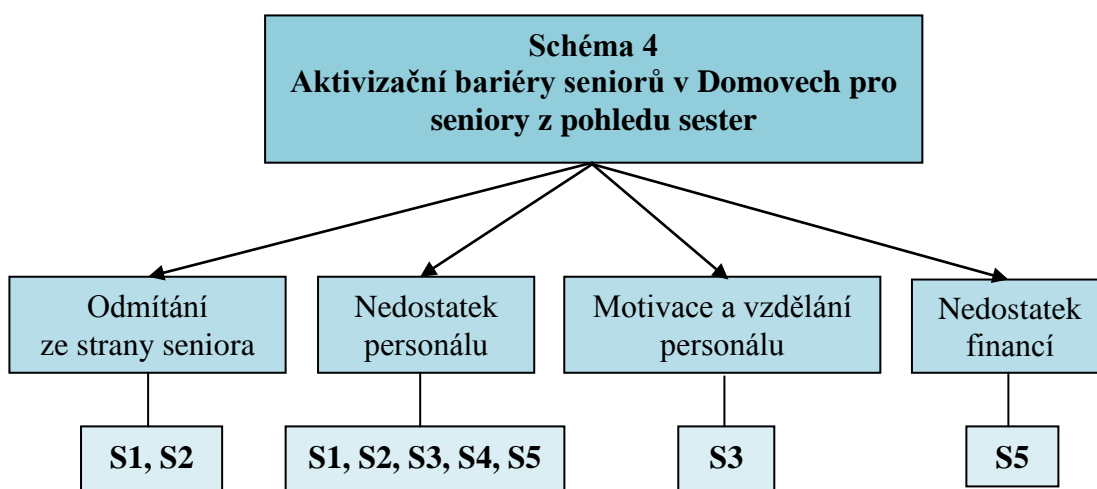 Schéma 4
Aktivizační bariéry seniorů v Domovech pro
seniory z pohledu sester
Odmítání
ze strany seniora
Nedostatek
personálu
Motivace a vzdělání
personálu
Nedostatek
financí
S1, S2
S1, S2, S3, S4, S5
S3
S5